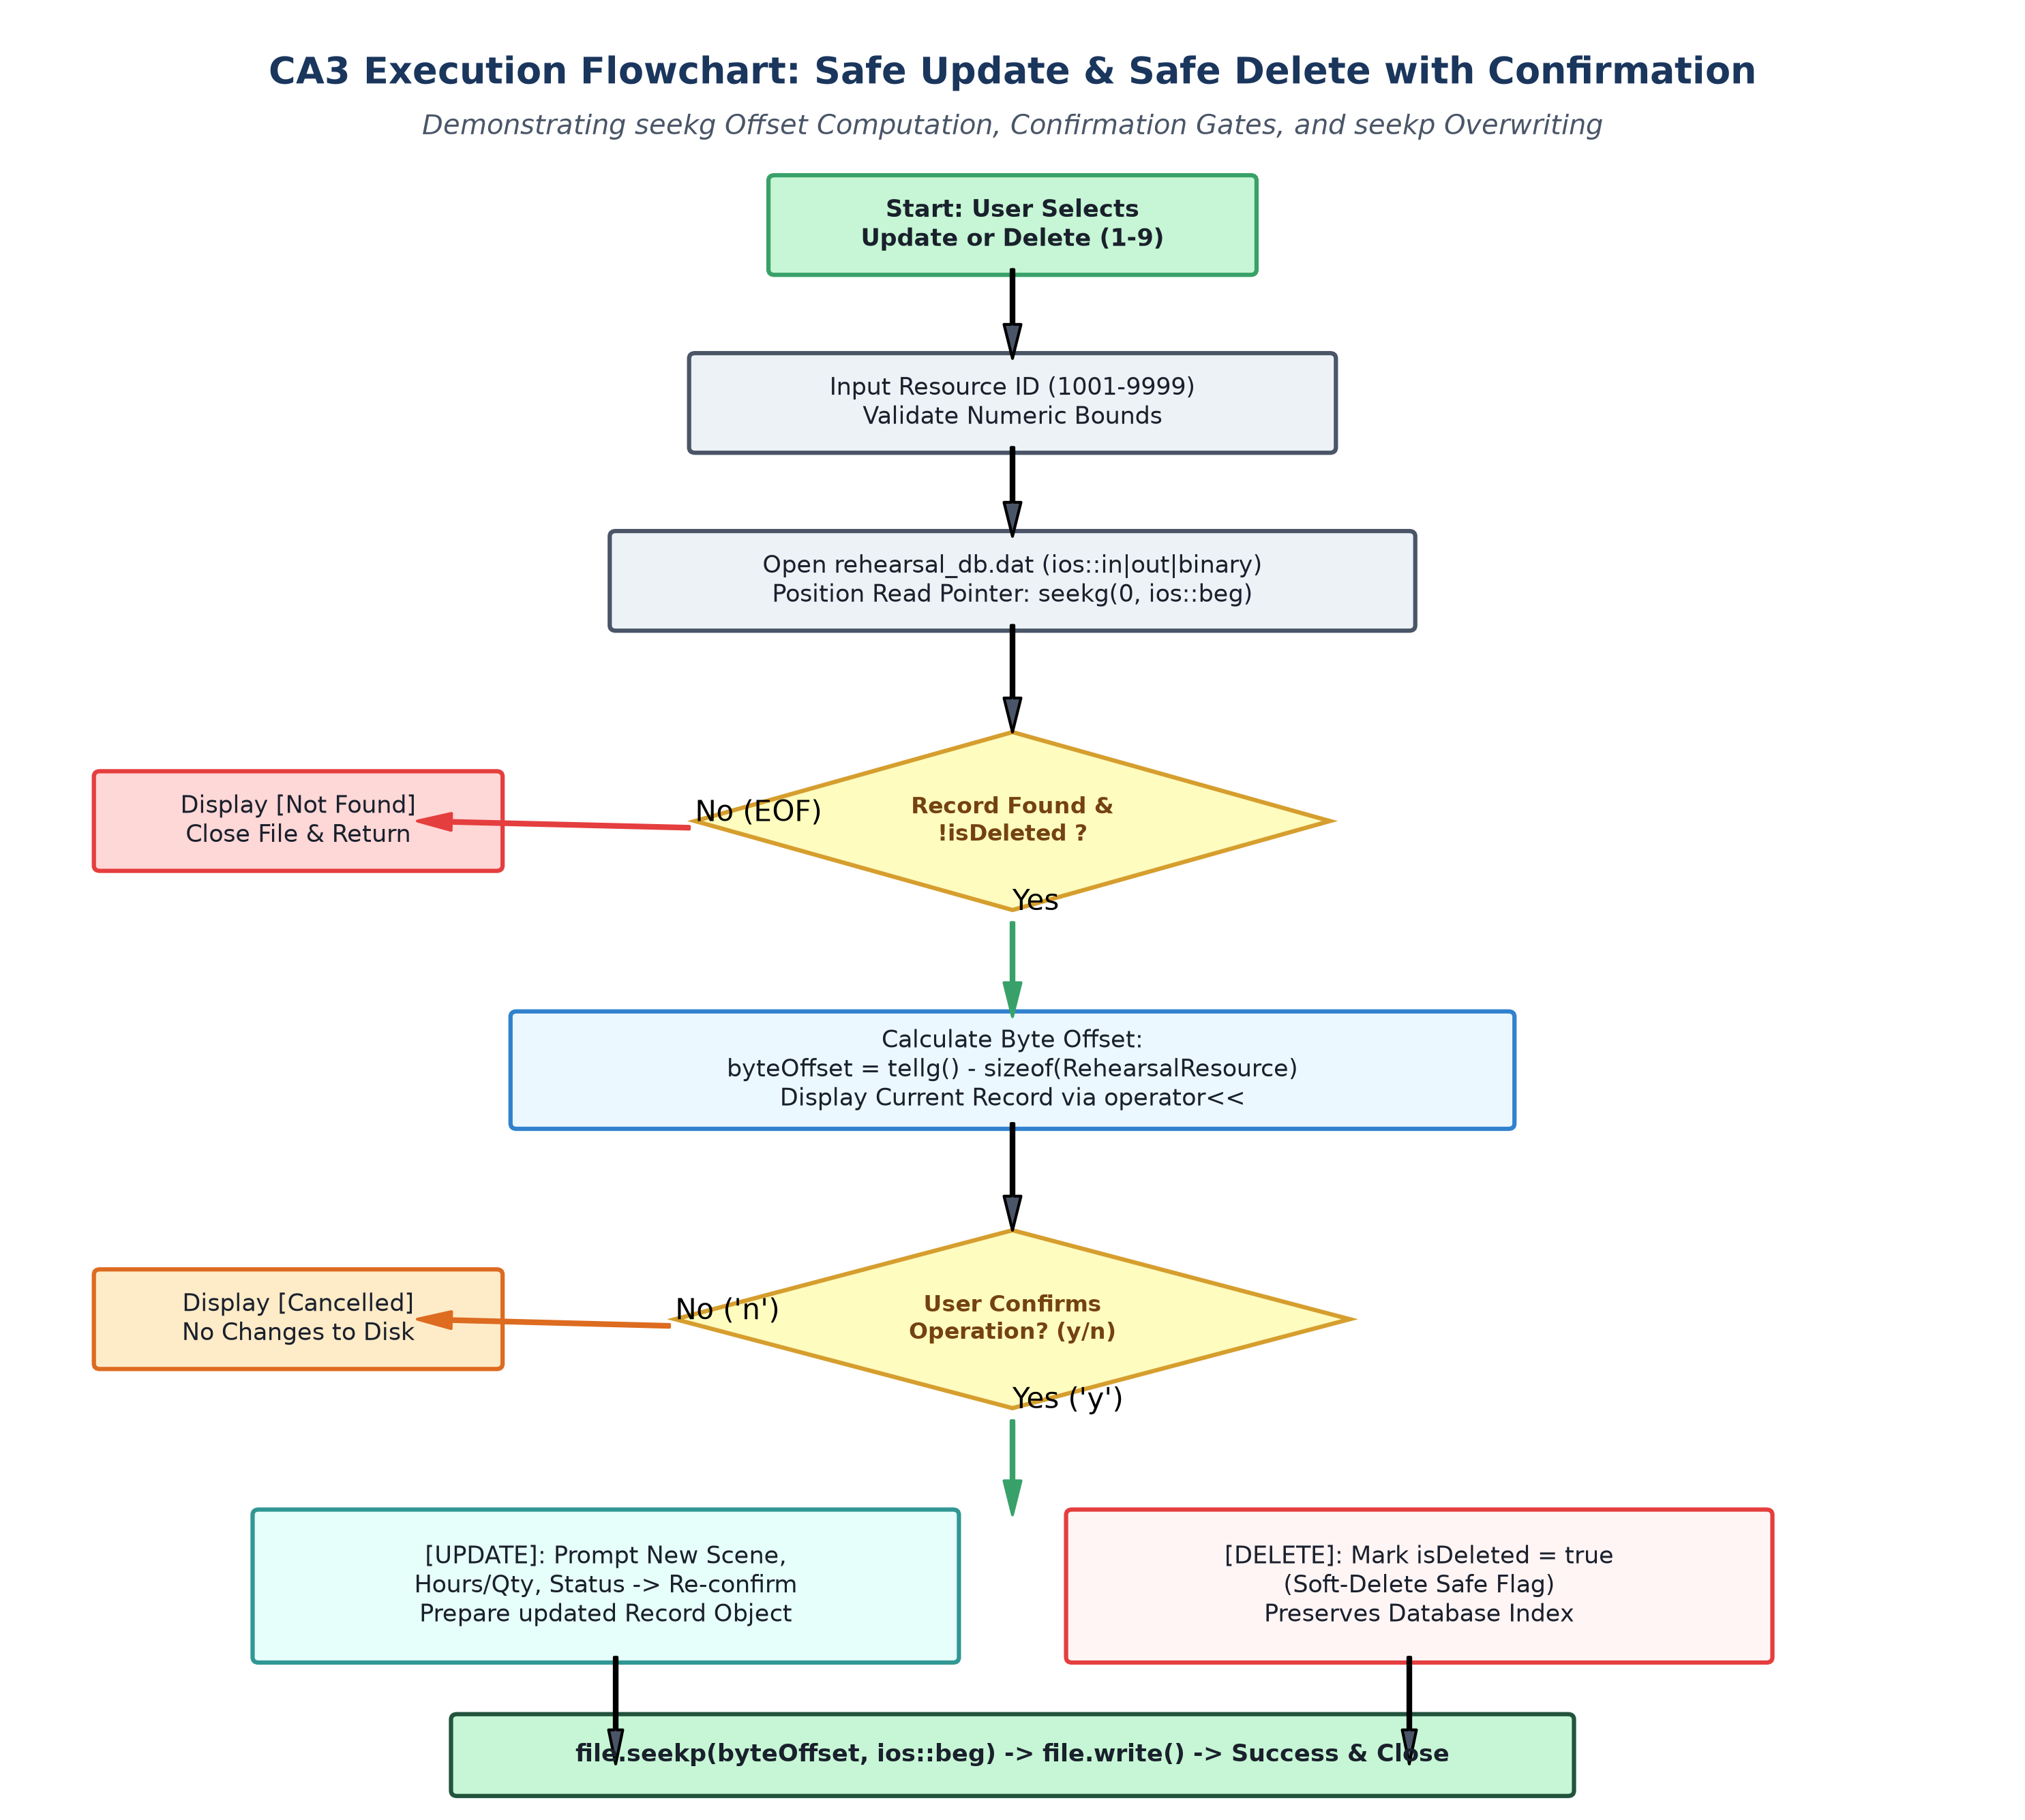 CA3 Execution Flowchart: Safe Update & Safe Delete with Confirmation
Demonstrating seekg Offset Computation, Confirmation Gates, and seekp Overwriting
Start: User Selects
Update or Delete (1-9)
Input Resource ID (1001-9999)
Validate Numeric Bounds
Open rehearsal_db.dat (ios::in|out|binary)
Position Read Pointer: seekg(0, ios::beg)
Record Found &
!isDeleted ?
No (EOF)
Display [Not Found]
Close File & Return
Yes
Calculate Byte Offset:
byteOffset = tellg() - sizeof(RehearsalResource)
Display Current Record via operator<<
User Confirms
Operation? (y/n)
No ('n')
Display [Cancelled]
No Changes to Disk
Yes ('y')
[UPDATE]: Prompt New Scene,
Hours/Qty, Status -> Re-confirm
Prepare updated Record Object
[DELETE]: Mark isDeleted = true
(Soft-Delete Safe Flag)
Preserves Database Index
file.seekp(byteOffset, ios::beg) -> file.write() -> Success & Close